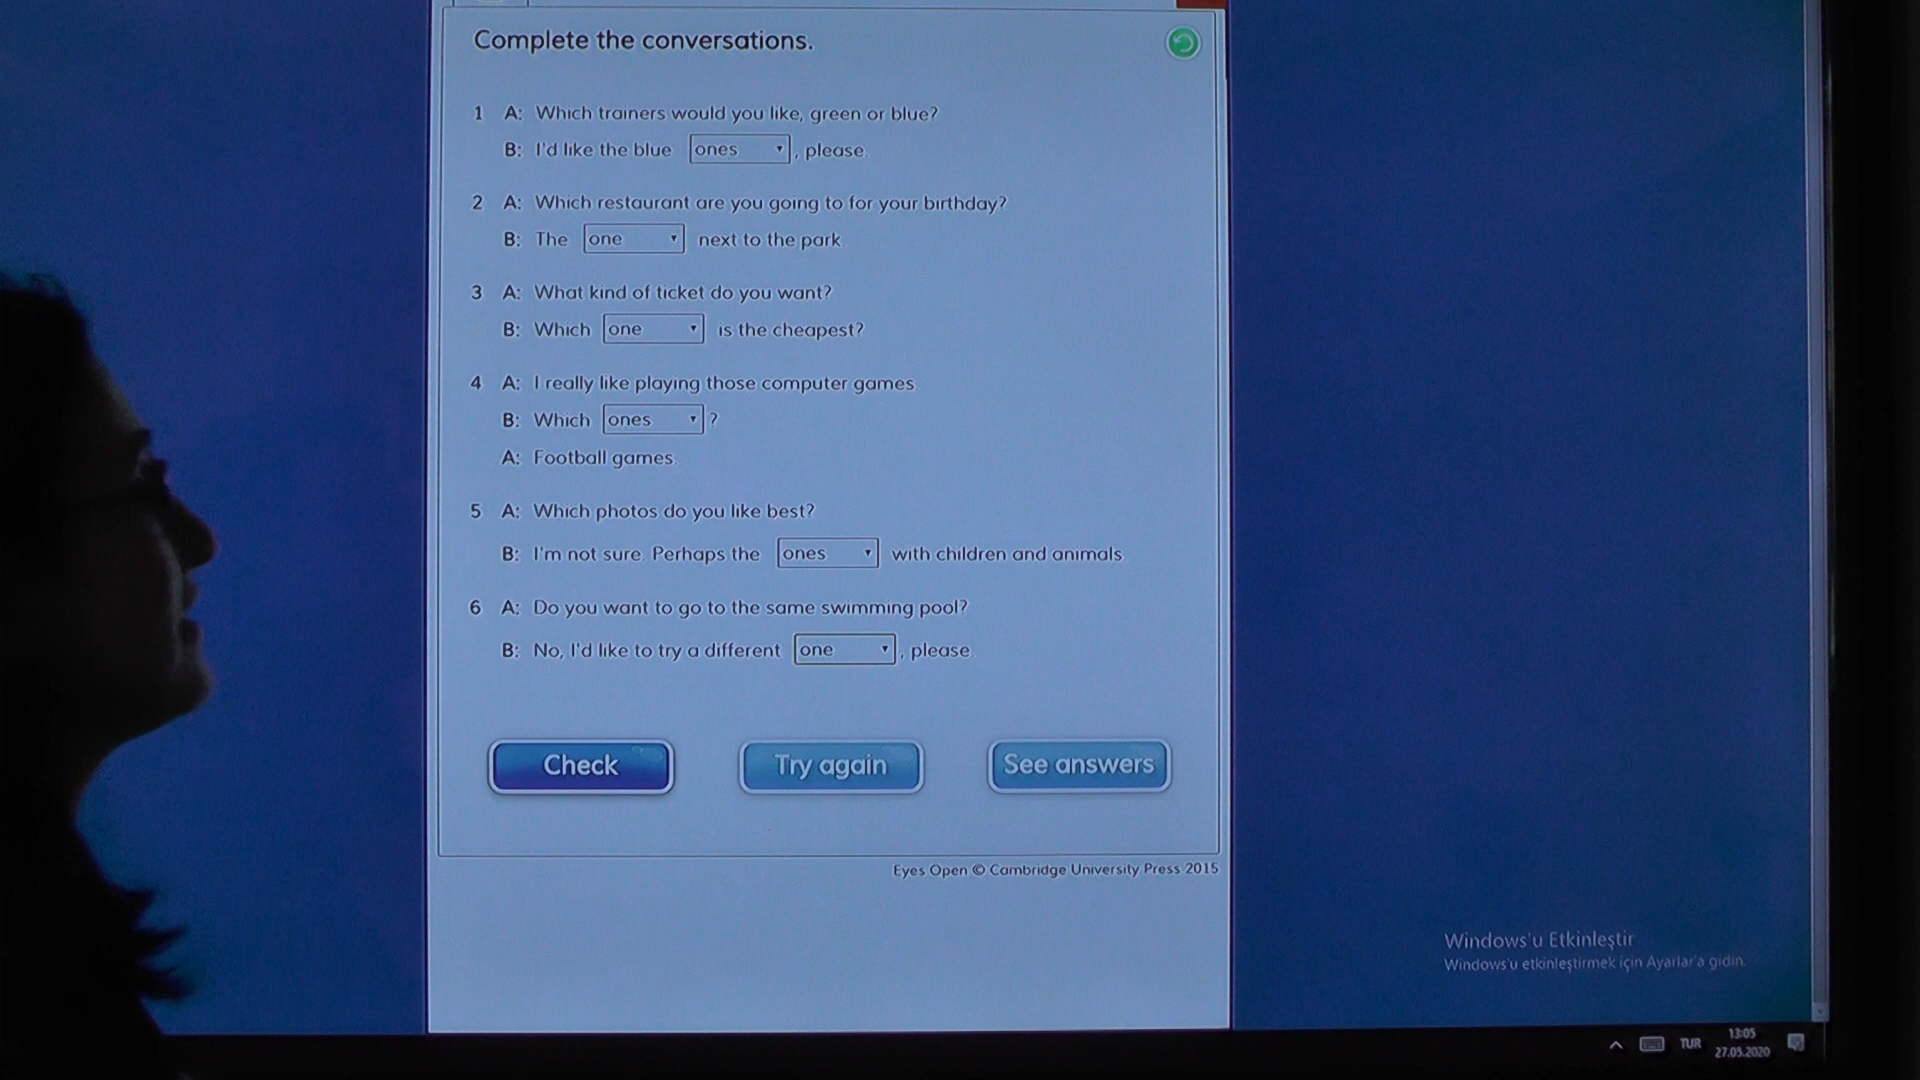 Complete the conversations.
1 A: Which trainers would you like, green or blue?
B: I'd like the blue ones , please.
2 A: Which restaurant are you going to for your birthday?
B: The one next to the park.
3 A: What kind of ticket do you want?
B: Which one is the cheapest?
4 A: I really like playing those computer games.
B: Which ones ?
A: Football games.
5 A: Which photos do you like best?
B: I'm not sure. Perhaps the ones with children and animals.
6 A: Do you want to go to the same swimming pool?
B: No, I'd like to try a different one , please.
Check Try again See answers
Eyes Open © Cambridge University Press 2015
Windows'u Etkinleştir
Windows'u etkinleştirmek için Ayarlar'a gidin.
TUR 13:05
27.05.2020